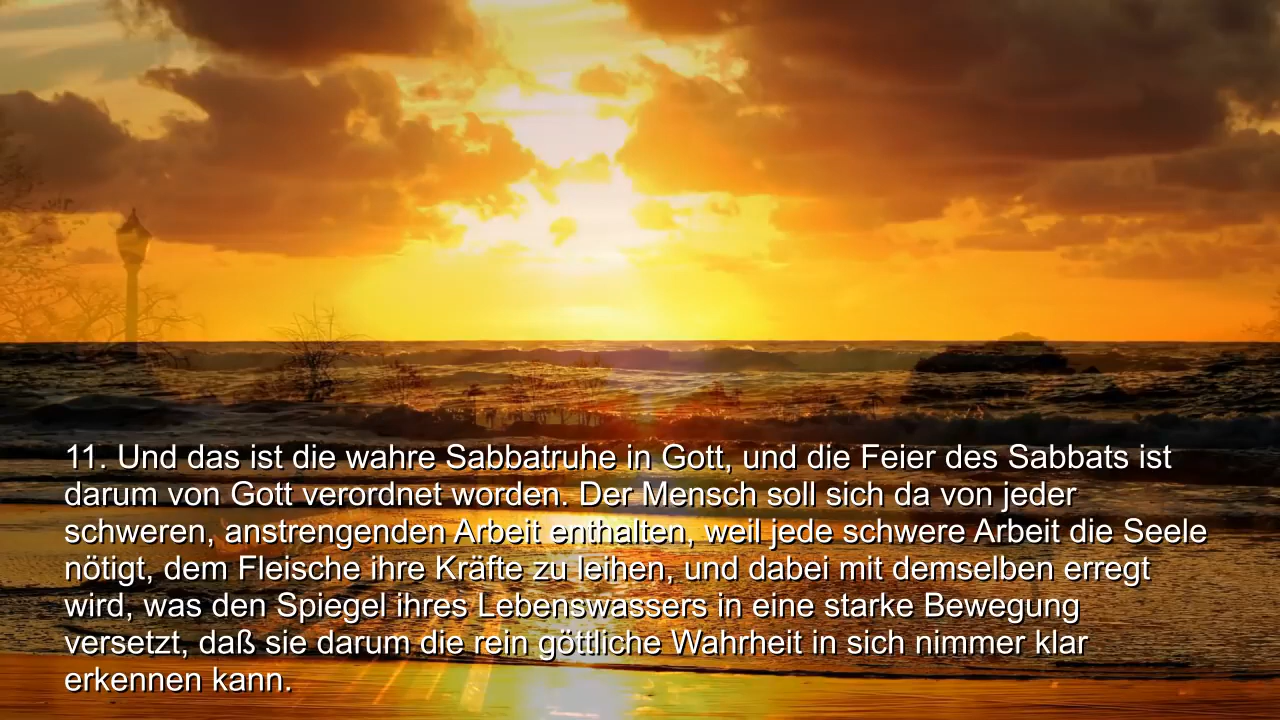 11. Und das ist die wahre Sabbatruhe in Gott, und die Feier des Sabbats ist
darum von Gott verordnet worden. Der Mensch soll sich da von jeder
schweren, anstrengenden Arbeit enthalten, weil jede schwere Arbeit die Seele
nötigt, dem Fleische ihre Kräfte zu leihen, und dabei mit demselben erregt
wird, was den Spiegel ihres Lebenswassers in eine starke Bewegung
versetzt, daß sie darum die rein göttliche Wahrheit in sich nimmer klar
erkennen kann.